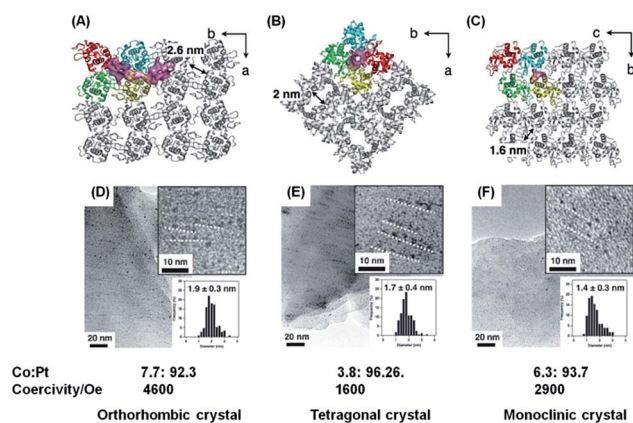 (A)
b
a
2.6 nm
(B)
b
a
2 nm
(C)
c
b
1.6 nm
(D)
10 nm
1.9 ± 0.3 nm
Frequency (%)
Diameter (nm)
20 nm
(E)
10 nm
1.7 ± 0.4 nm
Frequency (%)
Diameter (nm)
20 nm
(F)
10 nm
1.4 ± 0.3 nm
Frequency (%)
Diameter (nm)
20 nm
Co:Pt 7.7: 92.3 3.8: 96.26. 6.3: 93.7
Coercivity/Oe 4600 1600 2900
Orthorhombic crystal Tetragonal crystal Monoclinic crystal